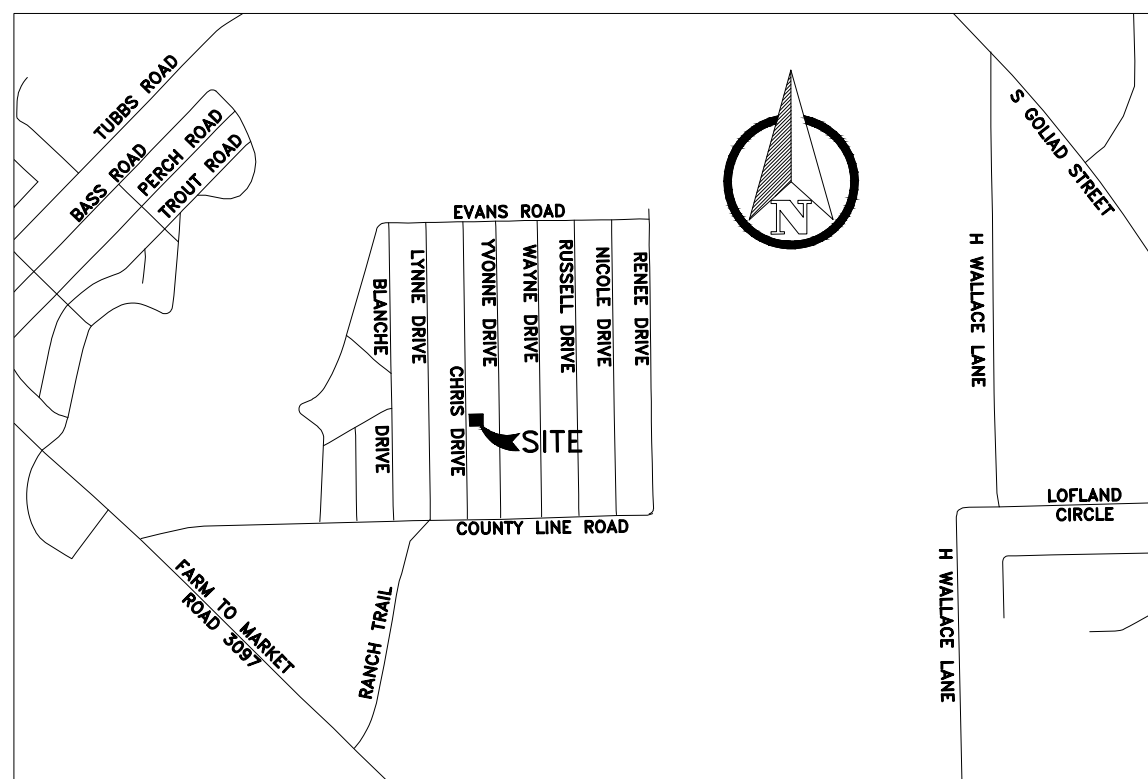 TUBBS ROAD
BASS ROAD
PERCH ROAD
TROUT ROAD
S GOLIAD STREET
N
EVANS ROAD
BLANCHE
DRIVE
LYNNE DRIVE
CHRIS DRIVE
YVONNE DRIVE
WAYNE DRIVE
RUSSELL DRIVE
NICOLE DRIVE
RENEE DRIVE
H WALLACE LANE
SITE
COUNTY LINE ROAD
LOFLAND
CIRCLE
H WALLACE LANE
FARM TO MARKET
ROAD 3097
RANCH TRAIL